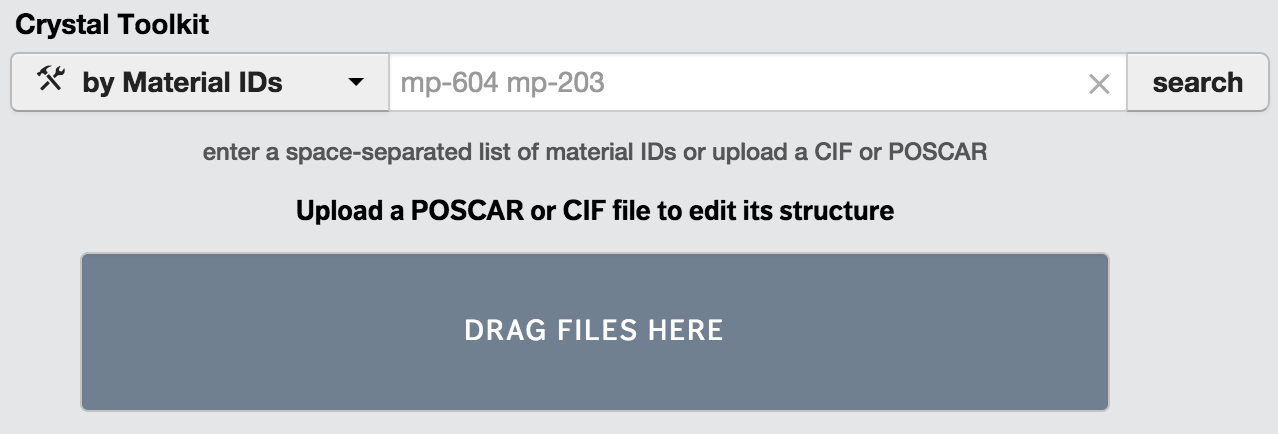 Crystal Toolkit
by Material IDs mp-604 mp-203 search
enter a space-separated list of material IDs or upload a CIF or POSCAR
Upload a POSCAR or CIF file to edit its structure
DRAG FILES HERE